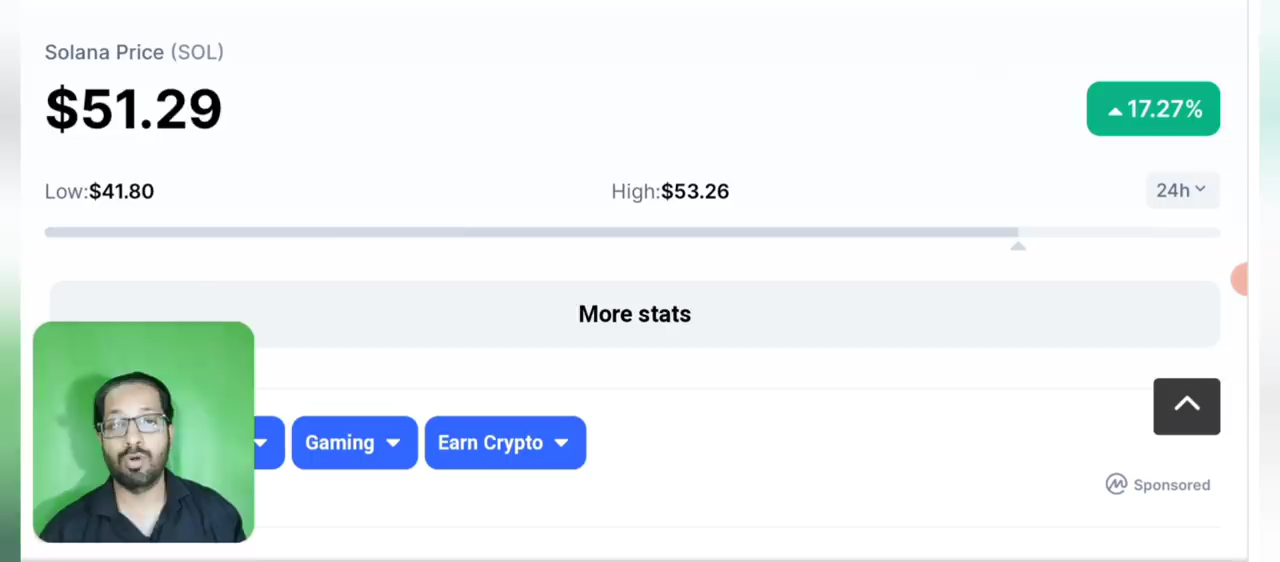 Solana Price (SOL)
$51.29
17.27%
Low:$41.80
High:$53.26
24h
More stats
Gaming
Earn Crypto
Sponsored